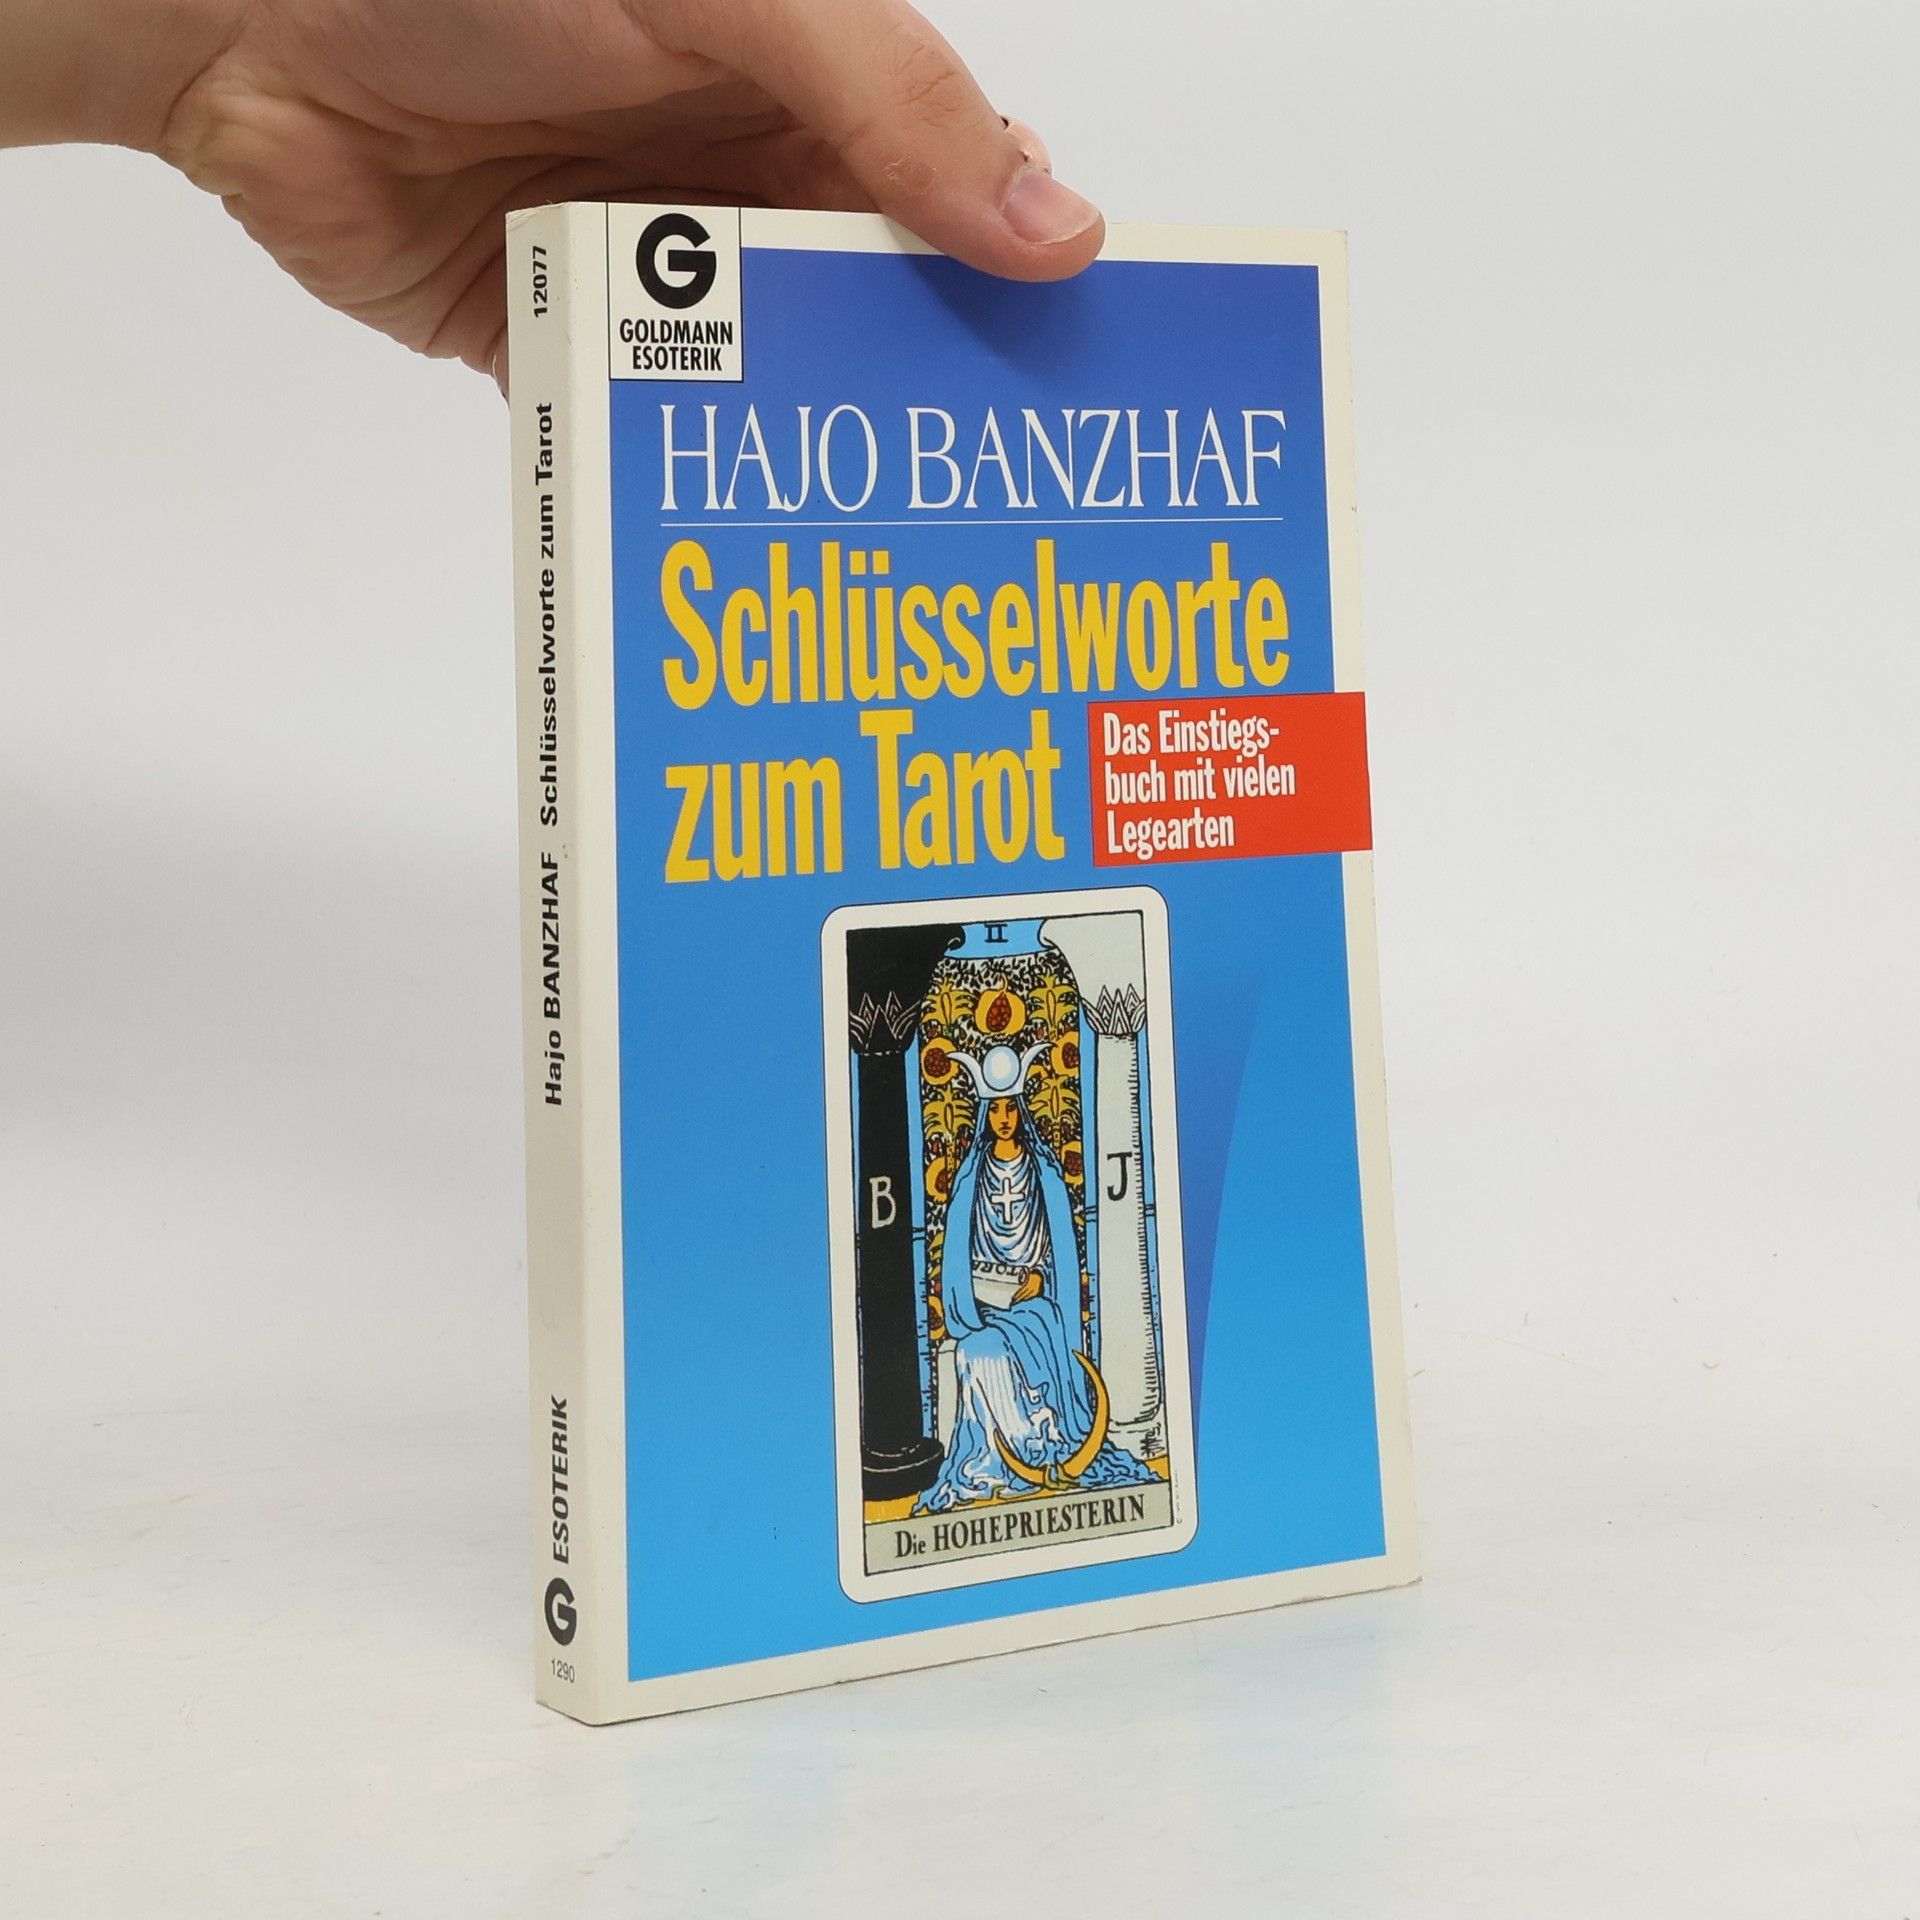 12077
Hajo BANZHAF Schlüsselworte zum Tarot
ESOTERIK
G
1290
G
GOLDMANN
ESOTERIK
HAJO BANZHAF
Schlüsselworte
zum Tarot
Das Einstiegs-
buch mit vielen
Legearten
II
B
J
TORA
Die HOHEPRIESTERIN